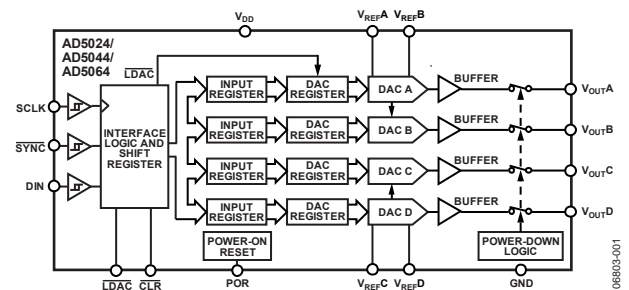 VDD
VREFA
VREFB
AD5024/
AD5044/
AD5064
LDAC
SCLK
SYNC
DIN
INTERFACE
LOGIC AND
SHIFT
REGISTER
INPUT
REGISTER
DAC
REGISTER
DAC A
BUFFER
VOUTA
INPUT
REGISTER
DAC
REGISTER
DAC B
BUFFER
VOUTB
INPUT
REGISTER
DAC
REGISTER
DAC C
BUFFER
VOUTC
INPUT
REGISTER
DAC
REGISTER
DAC D
BUFFER
VOUTD
POWER-ON
RESET
POWER-DOWN
LOGIC
LDAC
CLR
POR
VREFC
VREFD
GND
06803-001